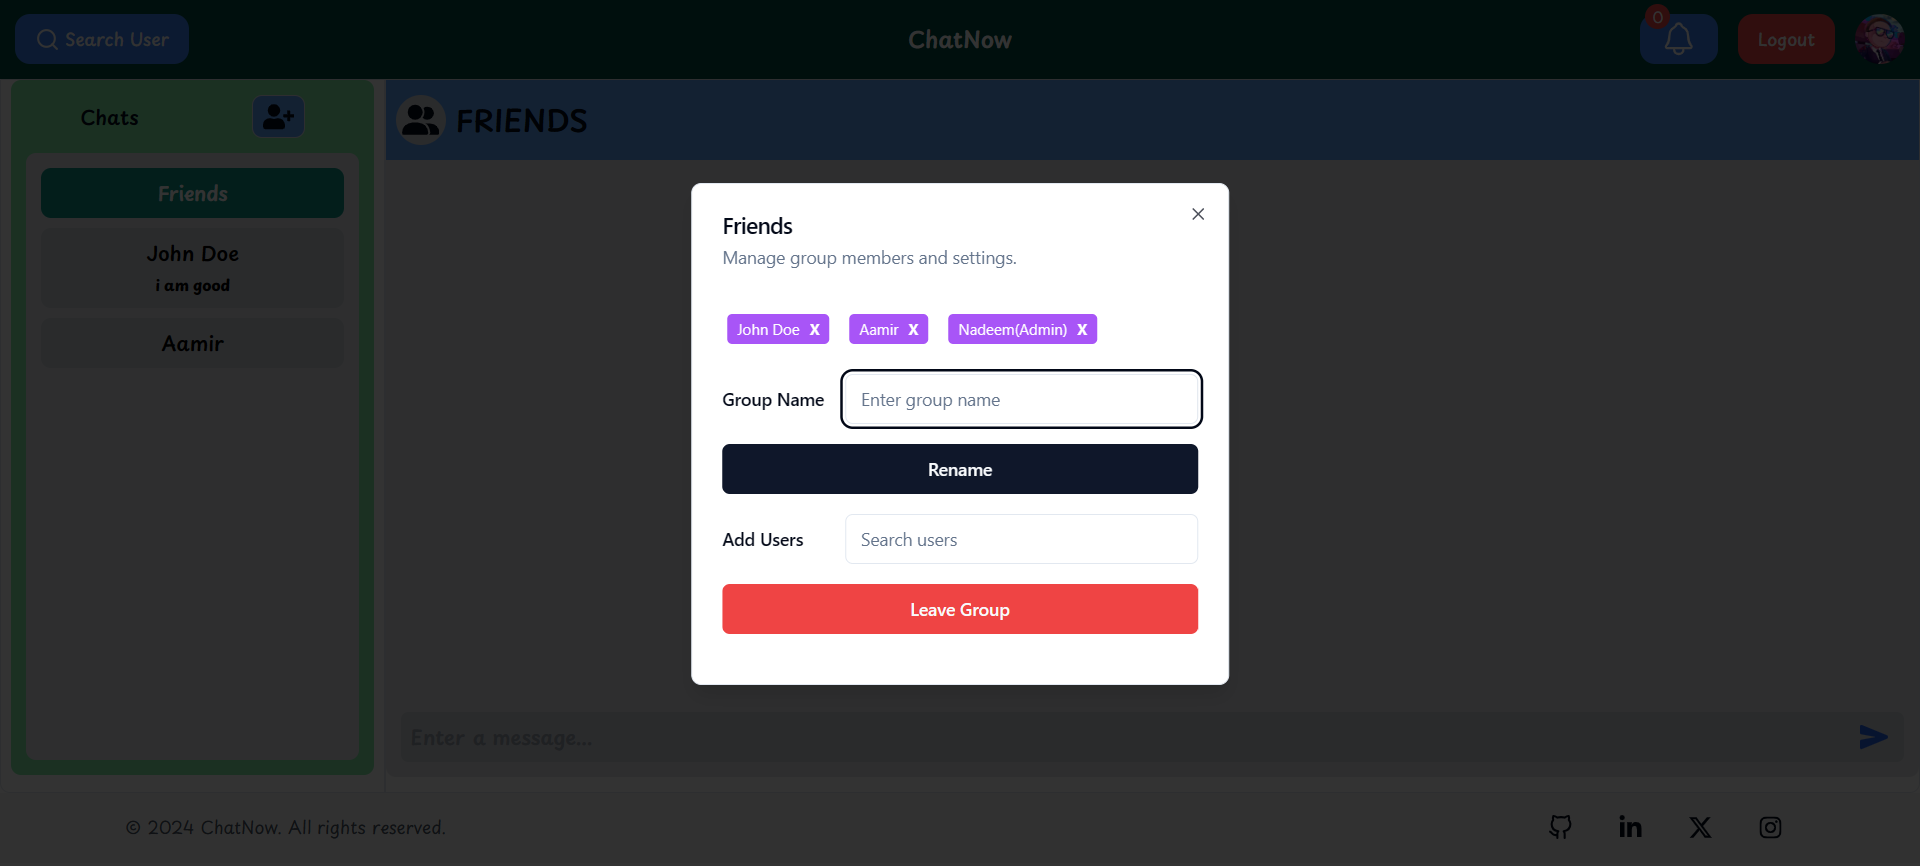 Search User
ChatNow
0
Logout
Chats
FRIENDS
Friends
John Doe
i am good
Aamir
Friends
Manage group members and settings.
John Doe X Aamir X Nadeem(Admin) X
Group Name Enter group name
Rename
Add Users Search users
Leave Group
Enter a message...
© 2024 ChatNow. All rights reserved.